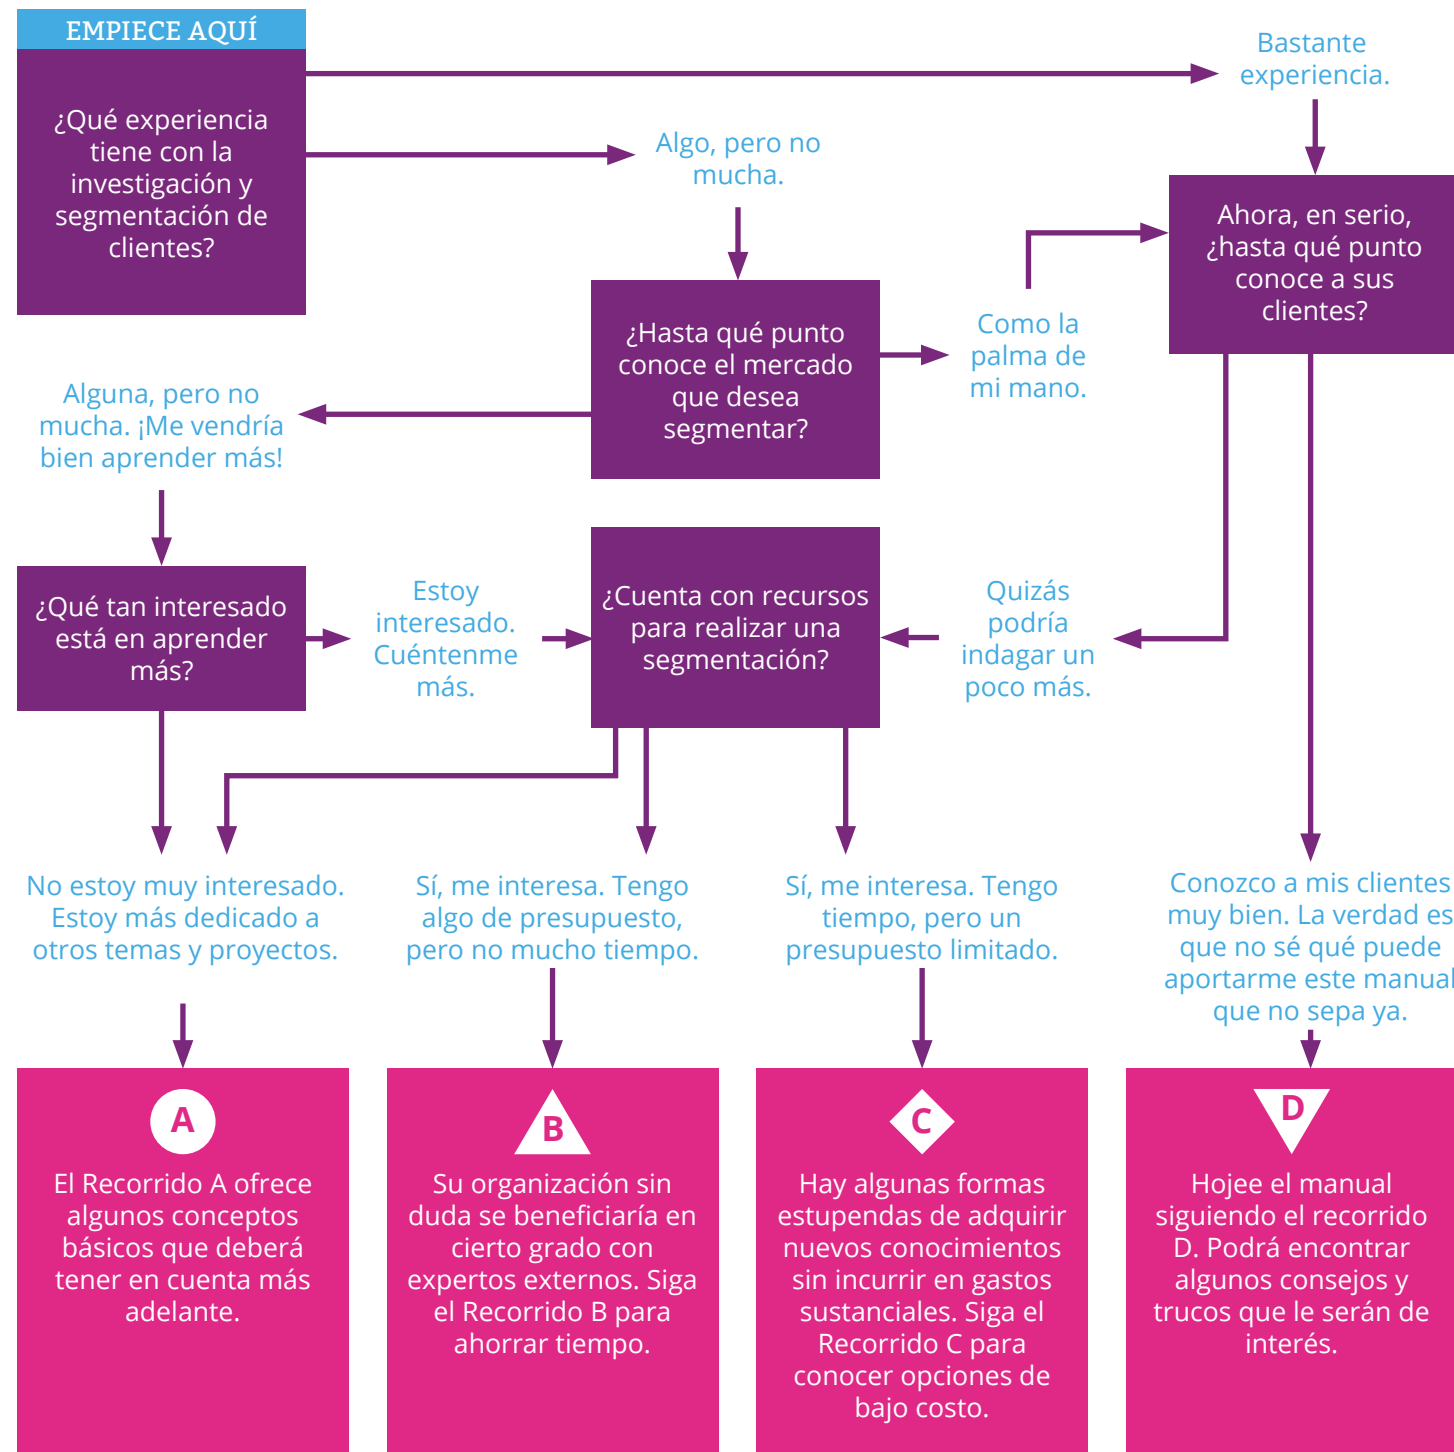 EMPIECE AQUÍ
¿Qué experiencia
tiene con la
investigación y
segmentación de
clientes?
Bastante
experiencia.
Algo, pero no
mucha.
Ahora, en serio,
¿hasta qué punto
conoce a sus
clientes?
¿Hasta qué punto
conoce el mercado
que desea
segmentar?
Como la
palma de
mi mano.
Alguna, pero no
mucha. ¡Me vendría
bien aprender más!
¿Qué tan interesado
está en aprender
más?
Estoy
interesado.
Cuéntenme
más.
¿Cuenta con recursos
para realizar una
segmentación?
Quizás
podría
indagar un
poco más.
No estoy muy interesado.
Estoy más dedicado a
otros temas y proyectos.
Sí, me interesa. Tengo
algo de presupuesto,
pero no mucho tiempo.
Sí, me interesa. Tengo
tiempo, pero un
presupuesto limitado.
Conozco a mis clientes
muy bien. La verdad es
que no sé qué puede
aportarme este manual
que no sepa ya.
A
El Recorrido A ofrece
algunos conceptos
básicos que deberá
tener en cuenta más
adelante.
B
Su organización sin
duda se beneficiaría en
cierto grado con
expertos externos. Siga
el Recorrido B para
ahorrar tiempo.
C
Hay algunas formas
estupendas de adquirir
nuevos conocimientos
sin incurrir en gastos
sustanciales. Siga el
Recorrido C para
conocer opciones de
bajo costo.
D
Hojee el manual
siguiendo el recorrido
D. Podrá encontrar
algunos consejos y
trucos que le serán de
interés.